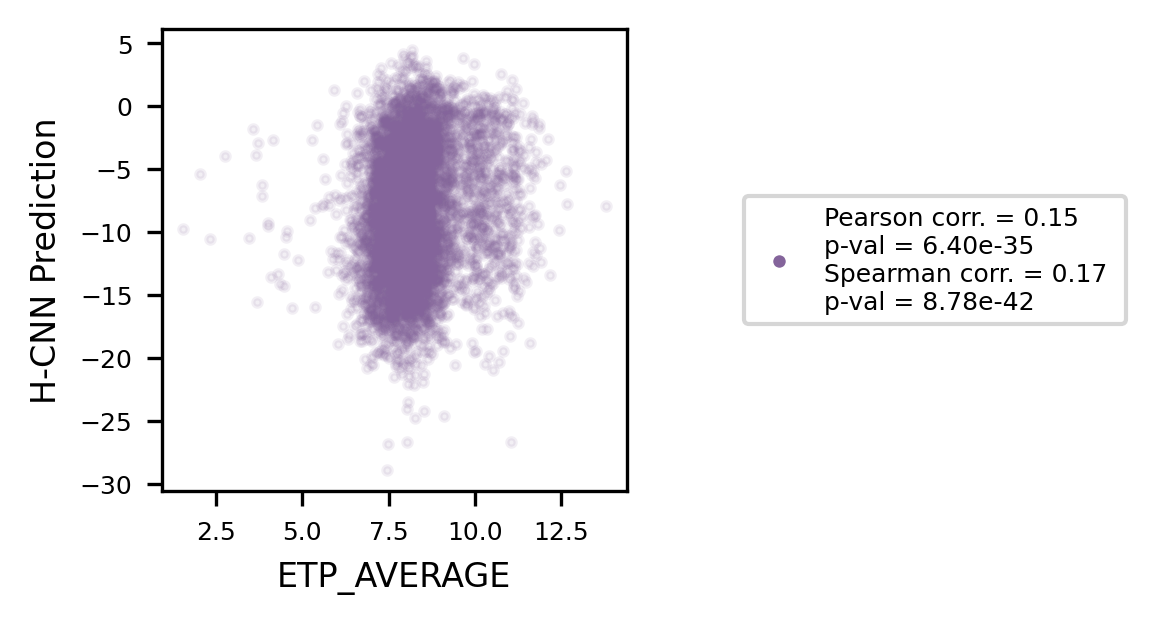 5
0
−5
−10
−15
−20
−25
−30
H-CNN Prediction
2.5 5.0 7.5 10.0 12.5
ETP_AVERAGE
Pearson corr. = 0.15
p-val = 6.40e-35
Spearman corr. = 0.17
p-val = 8.78e-42